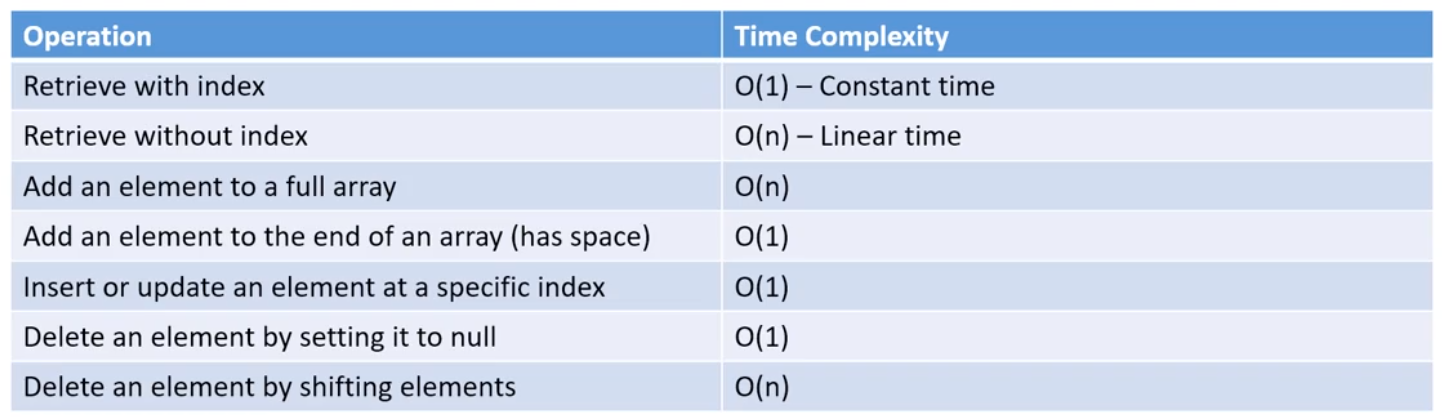 Operation Time Complexity
Retrieve with index O(1) – Constant time
Retrieve without index O(n) – Linear time
Add an element to a full array O(n)
Add an element to the end of an array (has space) O(1)
Insert or update an element at a specific index O(1)
Delete an element by setting it to null O(1)
Delete an element by shifting elements O(n)